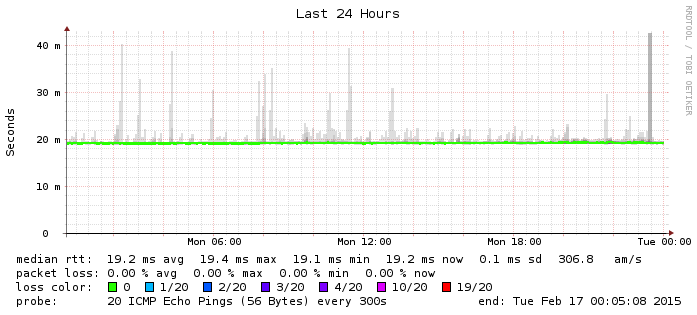 Last 24 Hours
RRDTOOL / TOBI OETIKER
Seconds
40 m
30 m
20 m
10 m
0
Mon 06:00 Mon 12:00 Mon 18:00 Tue 00:00
median rtt: 19.2 ms avg 19.4 ms max 19.1 ms min 19.2 ms now 0.1 ms sd 306.8 am/s
packet loss: 0.00 % avg 0.00 % max 0.00 % min 0.00 % now
loss color: 0 1/20 2/20 3/20 4/20 10/20 19/20
probe: 20 ICMP Echo Pings (56 Bytes) every 300s end: Tue Feb 17 00:05:08 2015